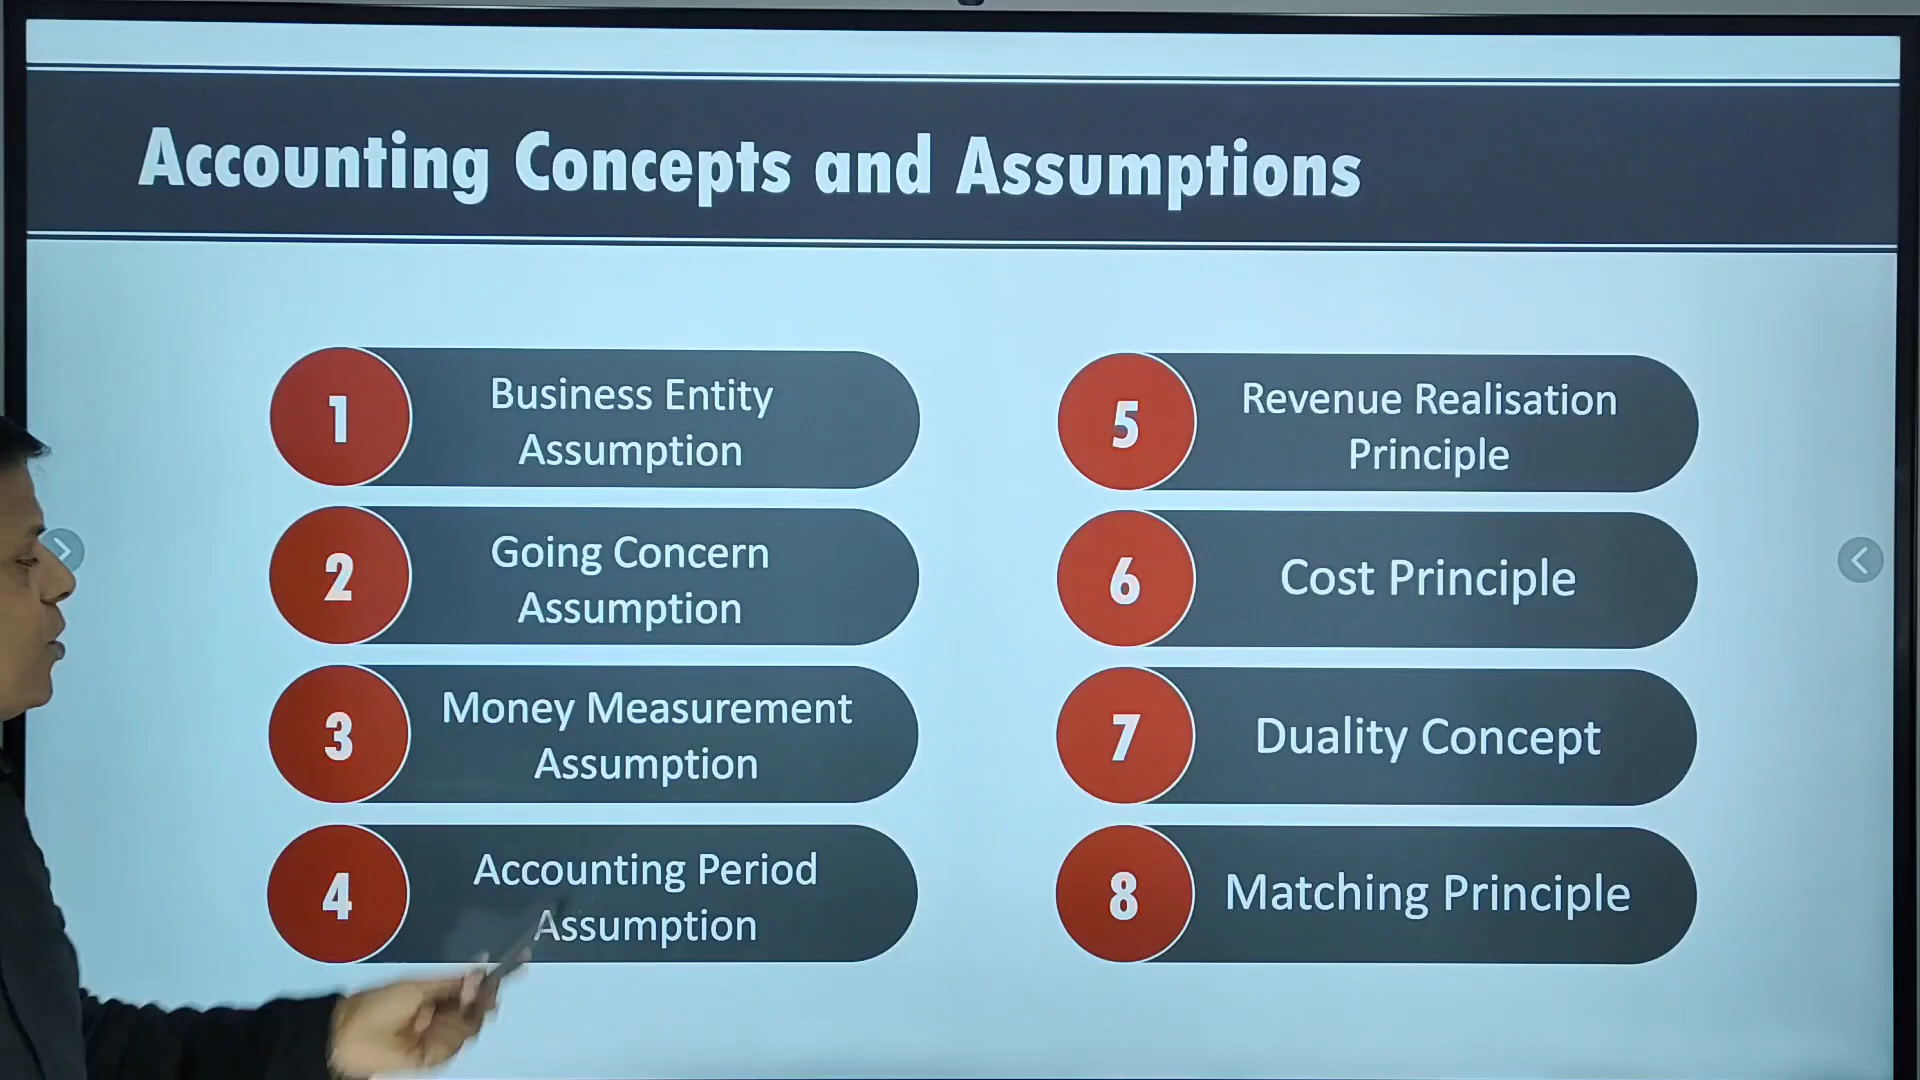 Accounting Concepts and Assumptions
1
Business Entity
Assumption
2
Going Concern
Assumption
3
Money Measurement
Assumption
4
Accounting Period
Assumption
5
Revenue Realisation
Principle
6
Cost Principle
7
Duality Concept
8
Matching Principle